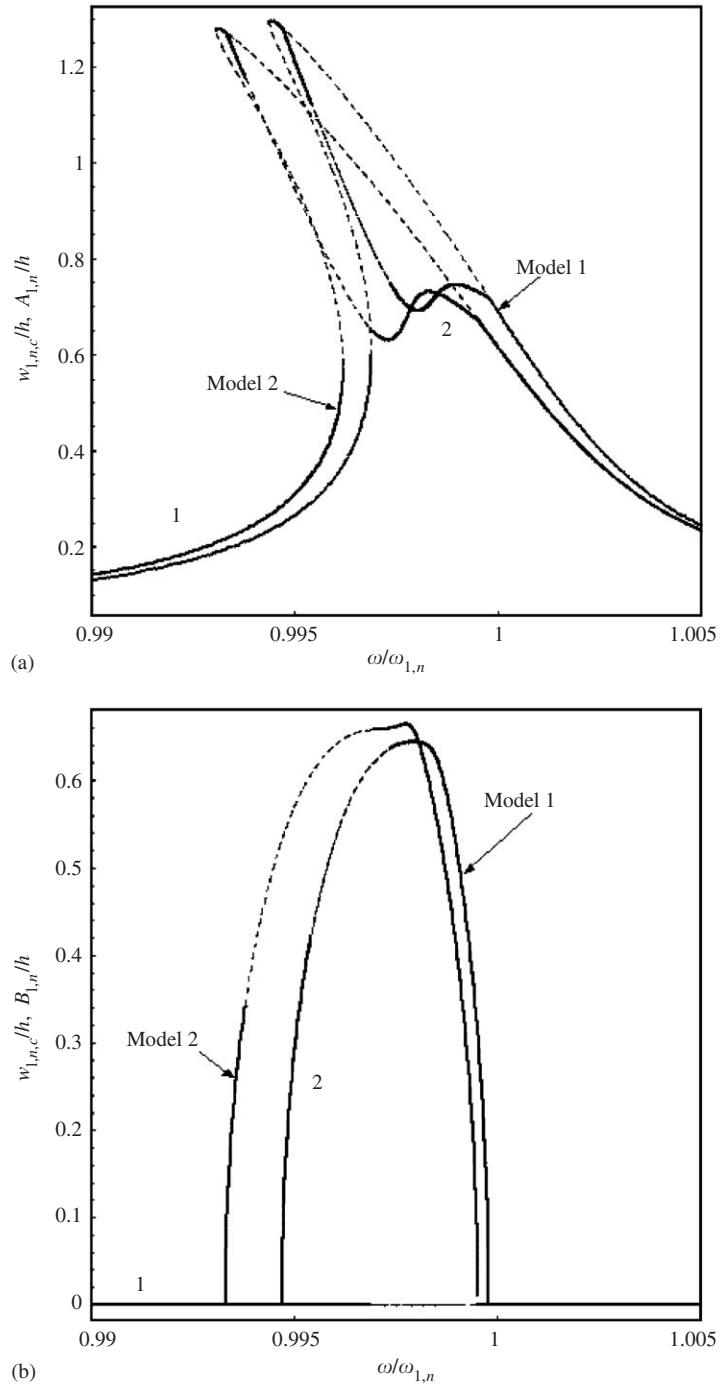 1.2
1
0.8
0.6
0.4
0.2
w1,n,c/h, A1,n/h
Model 1
2
Model 2
1
0.99
0.995
1
1.005
(a)
ω/ω1,n
0.6
0.5
0.4
0.3
0.2
0.1
0
w1,n,c/h, B1,n/h
Model 1
Model 2
2
1
0.99
0.995
1
1.005
(b)
ω/ω1,n